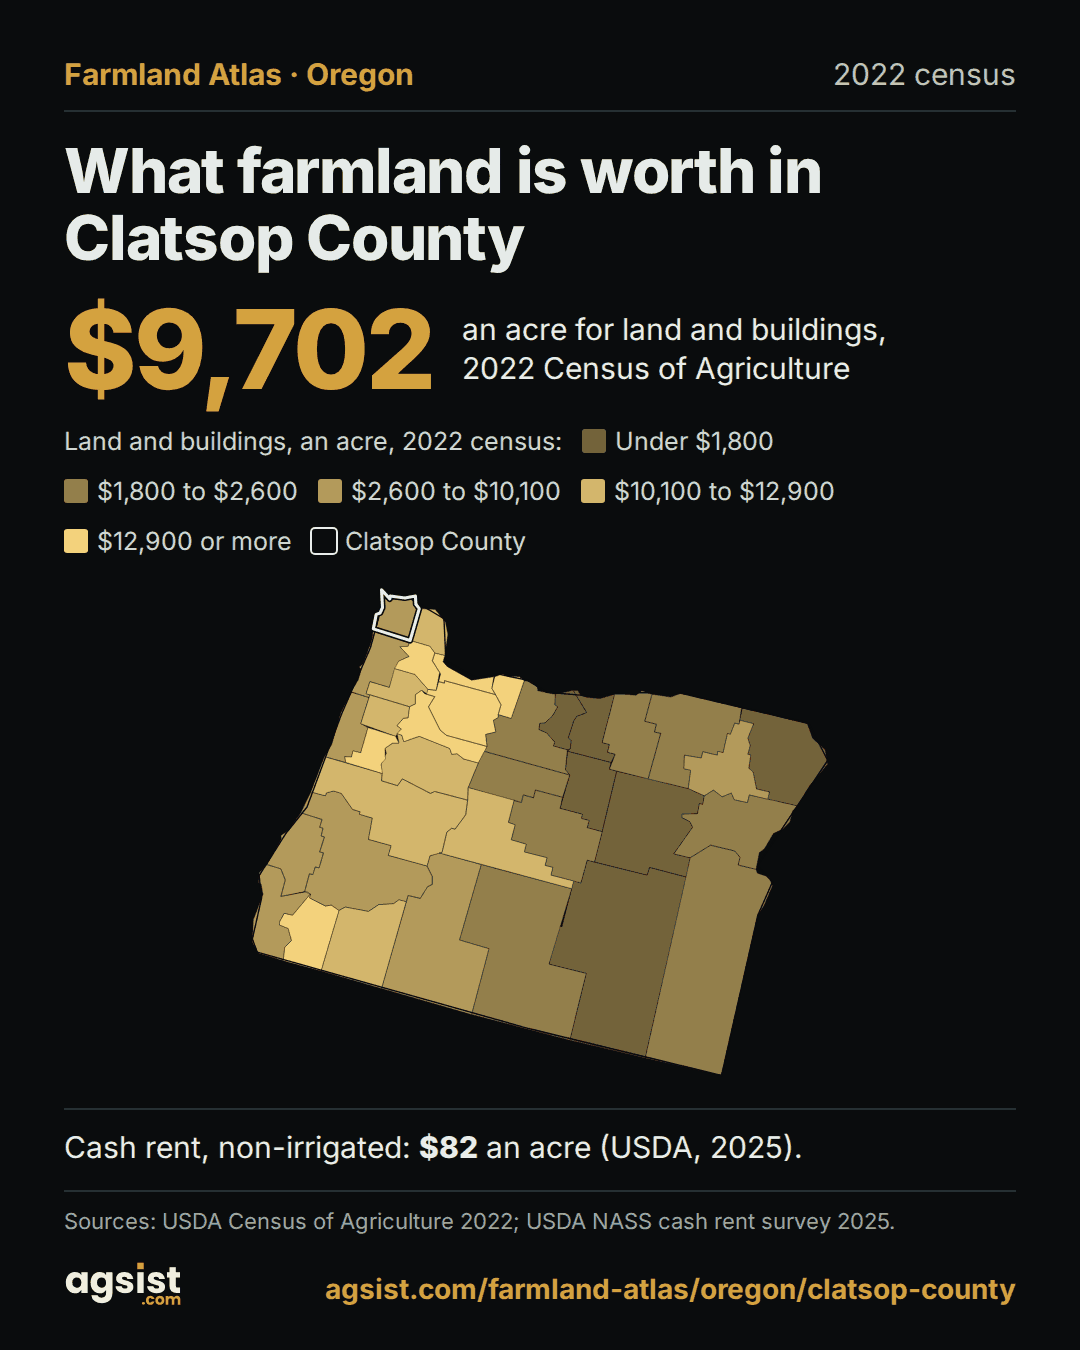 Farmland Atlas · Oregon
2022 census
What farmland is worth in
Clatsop County
$9,702
an acre for land and buildings,
2022 Census of Agriculture
Land and buildings, an acre, 2022 census: Under $1,800
$1,800 to $2,600 $2,600 to $10,100 $10,100 to $12,900
$12,900 or more Clatsop County
Cash rent, non-irrigated: $82 an acre (USDA, 2025).
Sources: USDA Census of Agriculture 2022; USDA NASS cash rent survey 2025.
agsist
.com
agsist.com/farmland-atlas/oregon/clatsop-county